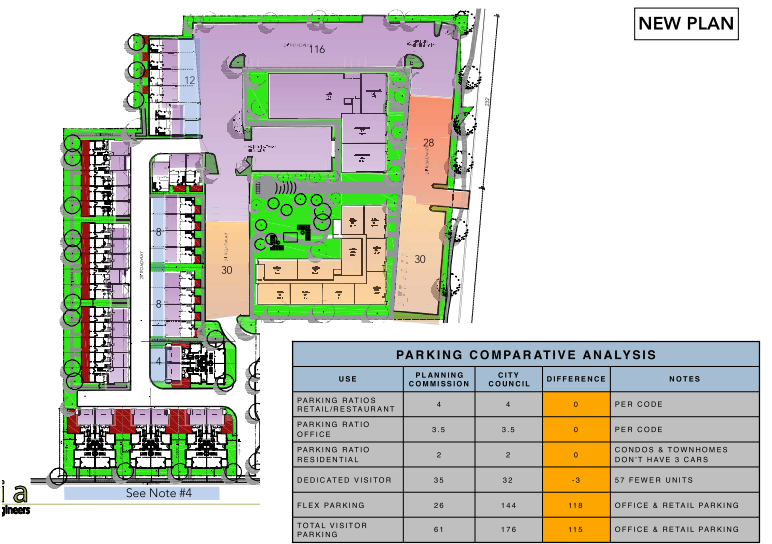 NEW PLAN
116
12
28
8
30
30
8
4
See Note #4
ia
gineers
PARKING COMPARATIVE ANALYSIS
USE PLANNING COMMISSION CITY COUNCIL DIFFERENCE NOTES
PARKING RATIOS RETAIL/RESTAURANT 4 4 0 PER CODE
PARKING RATIO OFFICE 3.5 3.5 0 PER CODE
PARKING RATIO RESIDENTIAL 2 2 0 CONDOS & TOWNHOMES DON'T HAVE 3 CARS
DEDICATED VISITOR 35 32 -3 57 FEWER UNITS
FLEX PARKING 26 144 118 OFFICE & RETAIL PARKING
TOTAL VISITOR PARKING 61 176 115 OFFICE & RETAIL PARKING